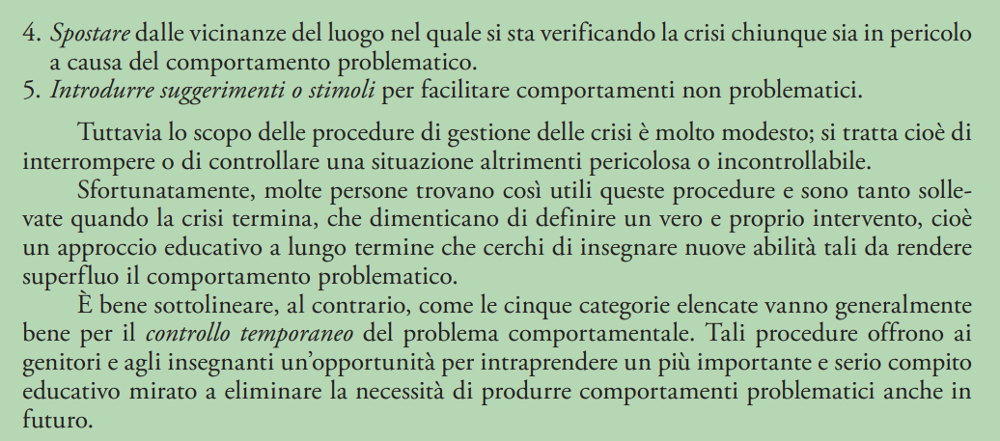 4. Spostare dalle vicinanze del luogo nel quale si sta verificando la crisi chiunque sia in pericolo
a causa del comportamento problematico.
5. Introdurre suggerimenti o stimoli per facilitare comportamenti non problematici.
Tuttavia lo scopo delle procedure di gestione delle crisi è molto modesto; si tratta cioè di
interrompere o di controllare una situazione altrimenti pericolosa o incontrollabile.
Sfortunatamente, molte persone trovano così utili queste procedure e sono tanto solle-
vate quando la crisi termina, che dimenticano di definire un vero e proprio intervento, cioè
un approccio educativo a lungo termine che cerchi di insegnare nuove abilità tali da rendere
superfluo il comportamento problematico.
È bene sottolineare, al contrario, come le cinque categorie elencate vanno generalmente
bene per il controllo temporaneo del problema comportamentale. Tali procedure offrono ai
genitori e agli insegnanti un'opportunità per intraprendere un più importante e serio compito
educativo mirato a eliminare la necessità di produrre comportamenti problematici anche in
futuro.